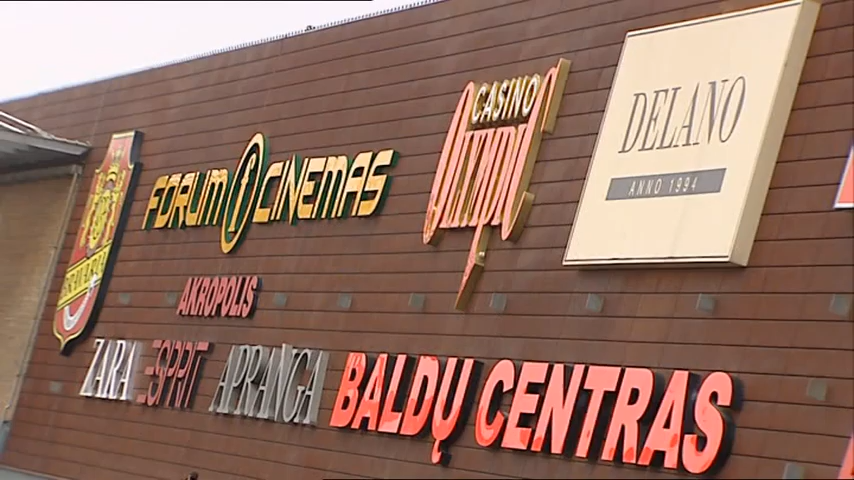 FORUM CINEMAS
CASINO
OLYMPIC
DELANO
ANNO 1994
AKROPOLIS
ZARA
ESPRIT
APRANGA
BALDŲ CENTRAS